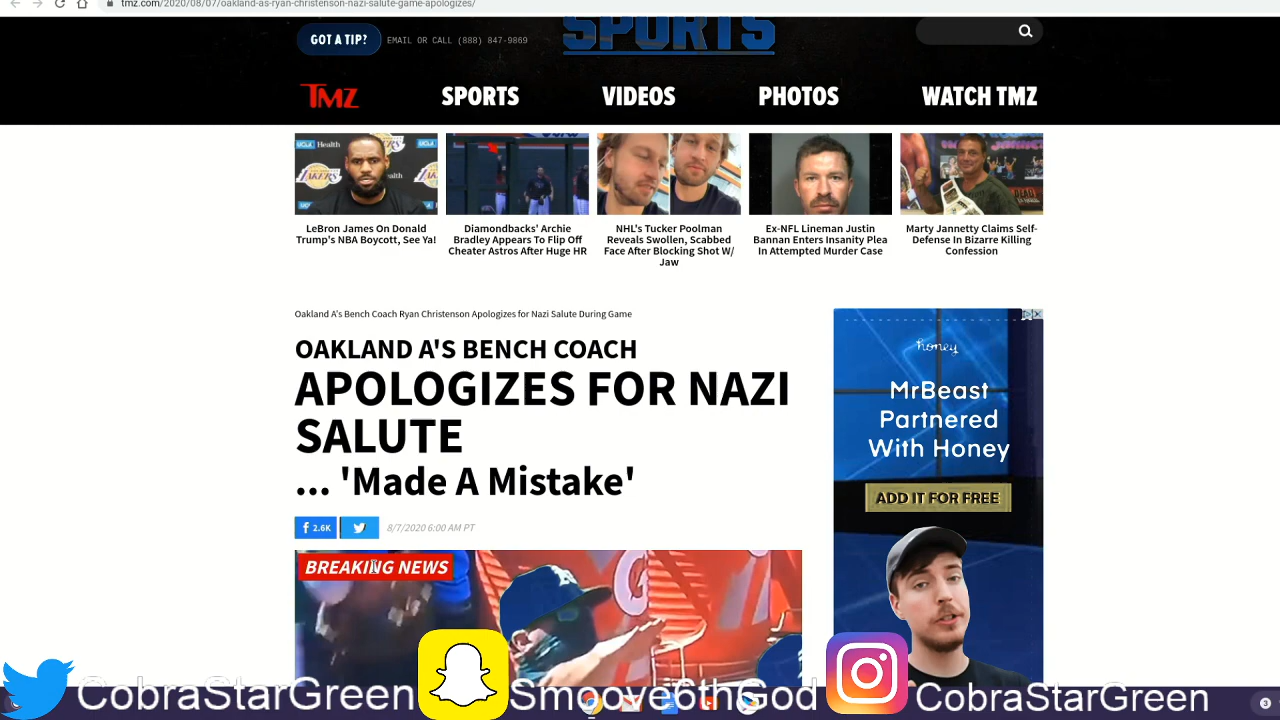 tmz.com/2020/08/07/oakland-as-ryan-christenson-nazi-salute-game-apologizes/
GOT A TIP?
EMAIL OR CALL (888) 847-9869
SPORTS
TMZ
SPORTS
VIDEOS
PHOTOS
WATCH TMZ
LeBron James On Donald
Trump's NBA Boycott, See Ya!
Diamondbacks' Archie
Bradley Appears To Flip Off
Cheater Astros After Huge HR
NHL's Tucker Poolman
Reveals Swollen, Scabbed
Face After Blocking Shot W/
Jaw
Ex-NFL Lineman Justin
Bannan Enters Insanity Plea
In Attempted Murder Case
Marty Jannetty Claims Self-
Defense In Bizarre Killing
Confession
Oakland A's Bench Coach Ryan Christenson Apologizes for Nazi Salute During Game
OAKLAND A'S BENCH COACH
APOLOGIZES FOR NAZI
SALUTE
... 'Made A Mistake'
2.6K
8/7/2020 6:00 AM PT
BREAKING NEWS
honey
MrBeast
Partnered
With Honey
ADD IT FOR FREE
CobraStarGreen
Smoove6thGod
CobraStarGreen
3